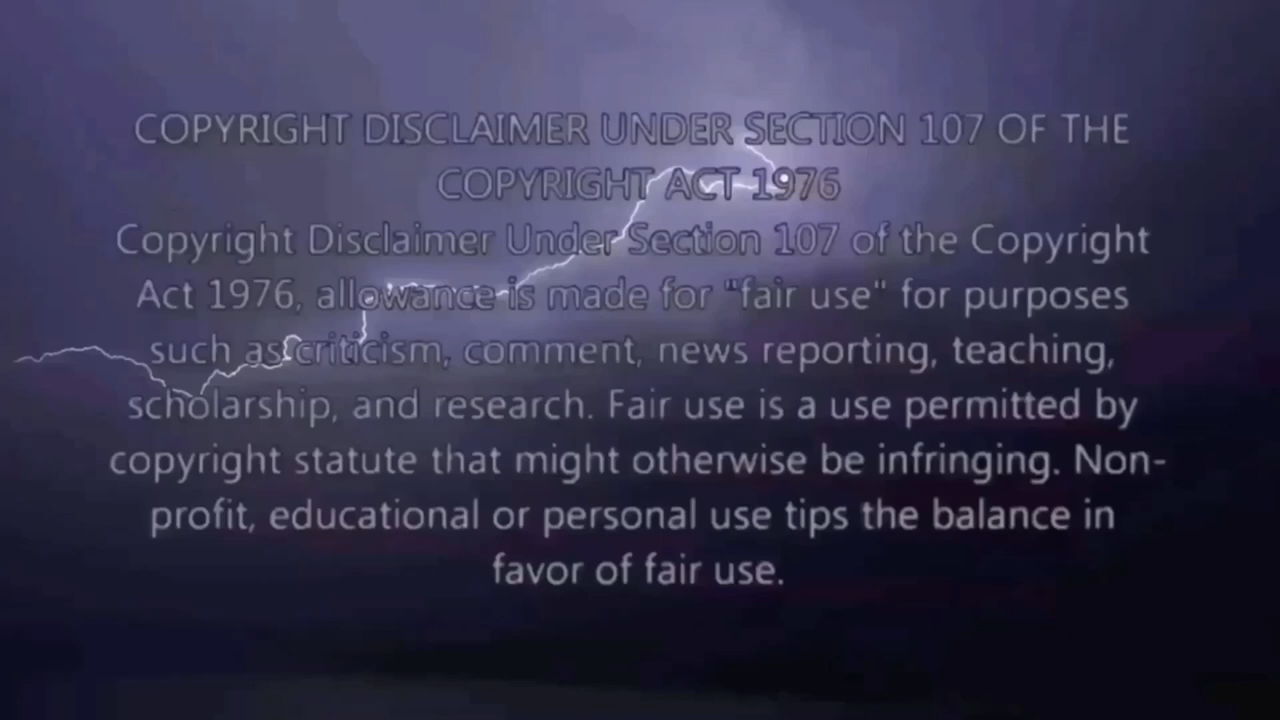 COPYRIGHT DISCLAIMER UNDER SECTION 107 OF THE
COPYRIGHT ACT 1976
Copyright Disclaimer Under Section 107 of the Copyright
Act 1976, allowance is made for "fair use" for purposes
such as criticism, comment, news reporting, teaching,
scholarship, and research. Fair use is a use permitted by
copyright statute that might otherwise be infringing. Non-
profit, educational or personal use tips the balance in
favor of fair use.